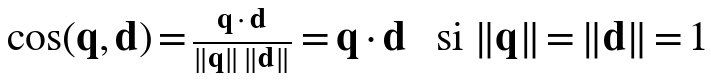 cos(𝐪, 𝐝) = 𝐪 · 𝐝 / ‖𝐪‖ ‖𝐝‖ = 𝐪 · 𝐝 si ‖𝐪‖ = ‖𝐝‖ = 1